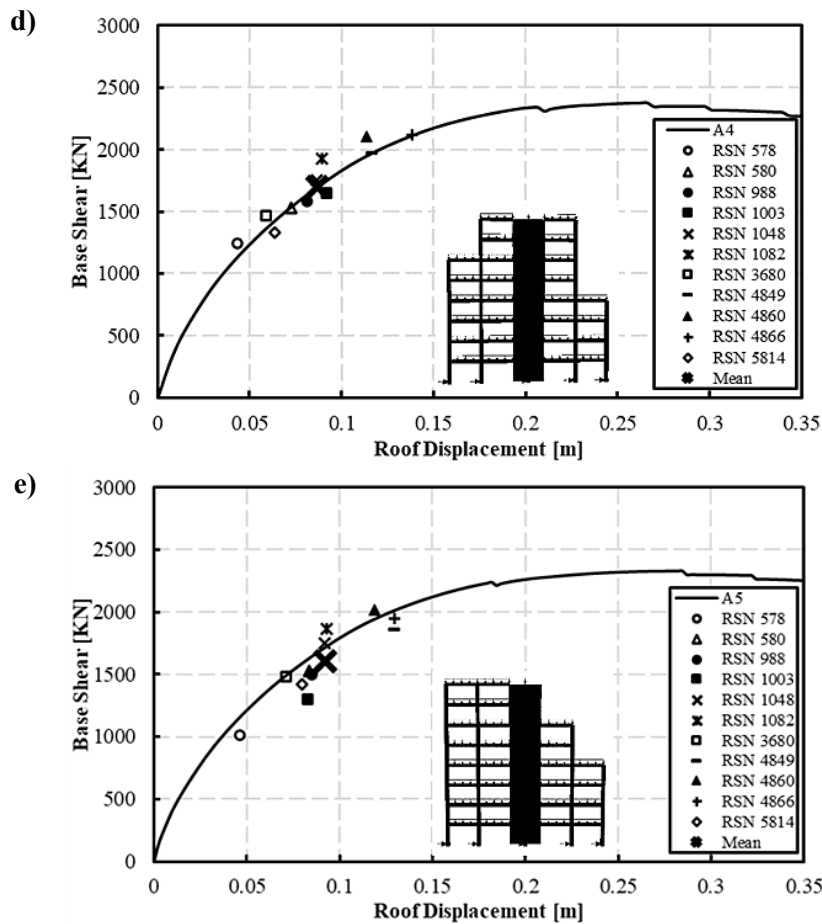 d)
3000
2500
2000
1500
1000
500
0
Base Shear [KN]
0 0.05 0.1 0.15 0.2 0.25 0.3 0.35
Roof Displacement [m]
A4
RSN 578
RSN 580
RSN 988
RSN 1003
RSN 1048
RSN 1082
RSN 3680
RSN 4849
RSN 4860
RSN 4866
RSN 5814
Mean
e)
3000
2500
2000
1500
1000
500
0
Base Shear [KN]
0 0.05 0.1 0.15 0.2 0.25 0.3 0.35
Roof Displacement [m]
A5
RSN 578
RSN 580
RSN 988
RSN 1003
RSN 1048
RSN 1082
RSN 3680
RSN 4849
RSN 4860
RSN 4866
RSN 5814
Mean